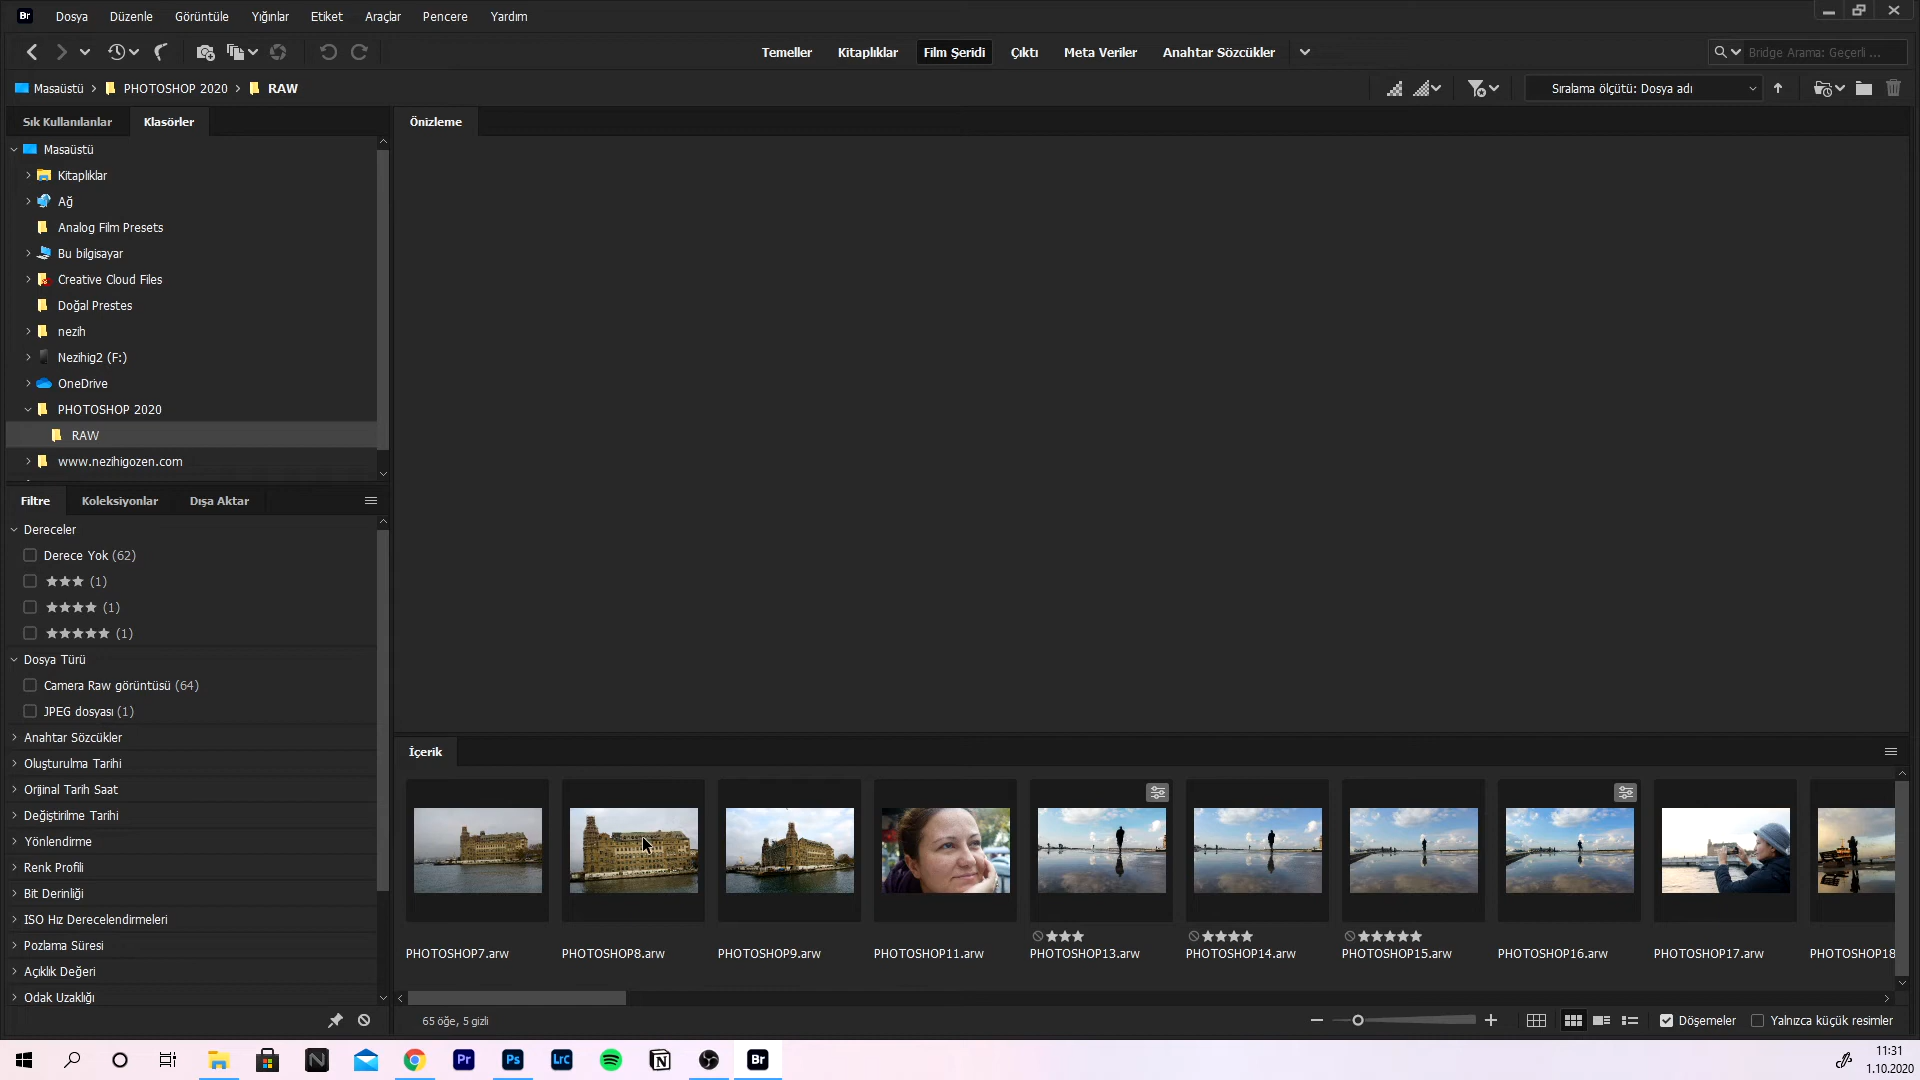 Br Dosya Düzenle Görüntüle Yığınlar Etiket Araçlar Pencere Yardım
Temeller Kitaplıklar Film Şeridi Çıktı Meta Veriler Anahtar Sözcükler Bridge Arama: Geçerli ...
Masaüstü PHOTOSHOP 2020 RAW Sıralama ölçütü: Dosya adı
Sık Kullanılanlar Klasörler
Masaüstü
Kitaplıklar
Ağ
Analog Film Presets
Bu bilgisayar
Creative Cloud Files
Doğal Prestes
nezih
Nezihig2 (F:)
OneDrive
PHOTOSHOP 2020
RAW
www.nezihigozen.com
Filtre Koleksiyonlar Dışa Aktar
Dereceler
Derece Yok (62)
★★★ (1)
★★★★ (1)
★★★★★ (1)
Dosya Türü
Camera Raw görüntüsü (64)
JPEG dosyası (1)
Anahtar Sözcükler
Oluşturulma Tarihi
Orijinal Tarih Saat
Değiştirilme Tarihi
Yönlendirme
Renk Profili
Bit Derinliği
ISO Hız Derecelendirmeleri
Pozlama Süresi
Açıklık Değeri
Odak Uzaklığı
Önizleme
İçerik
★★★ ★★★★ ★★★★★
PHOTOSHOP7.arw PHOTOSHOP8.arw PHOTOSHOP9.arw PHOTOSHOP11.arw PHOTOSHOP13.arw PHOTOSHOP14.arw PHOTOSHOP15.arw PHOTOSHOP16.arw PHOTOSHOP17.arw PHOTOSHOP18
65 öğe, 5 gizli Döşemeler Yalnızca küçük resimler
Pr Ps LrC Br
11:31
1.10.2020